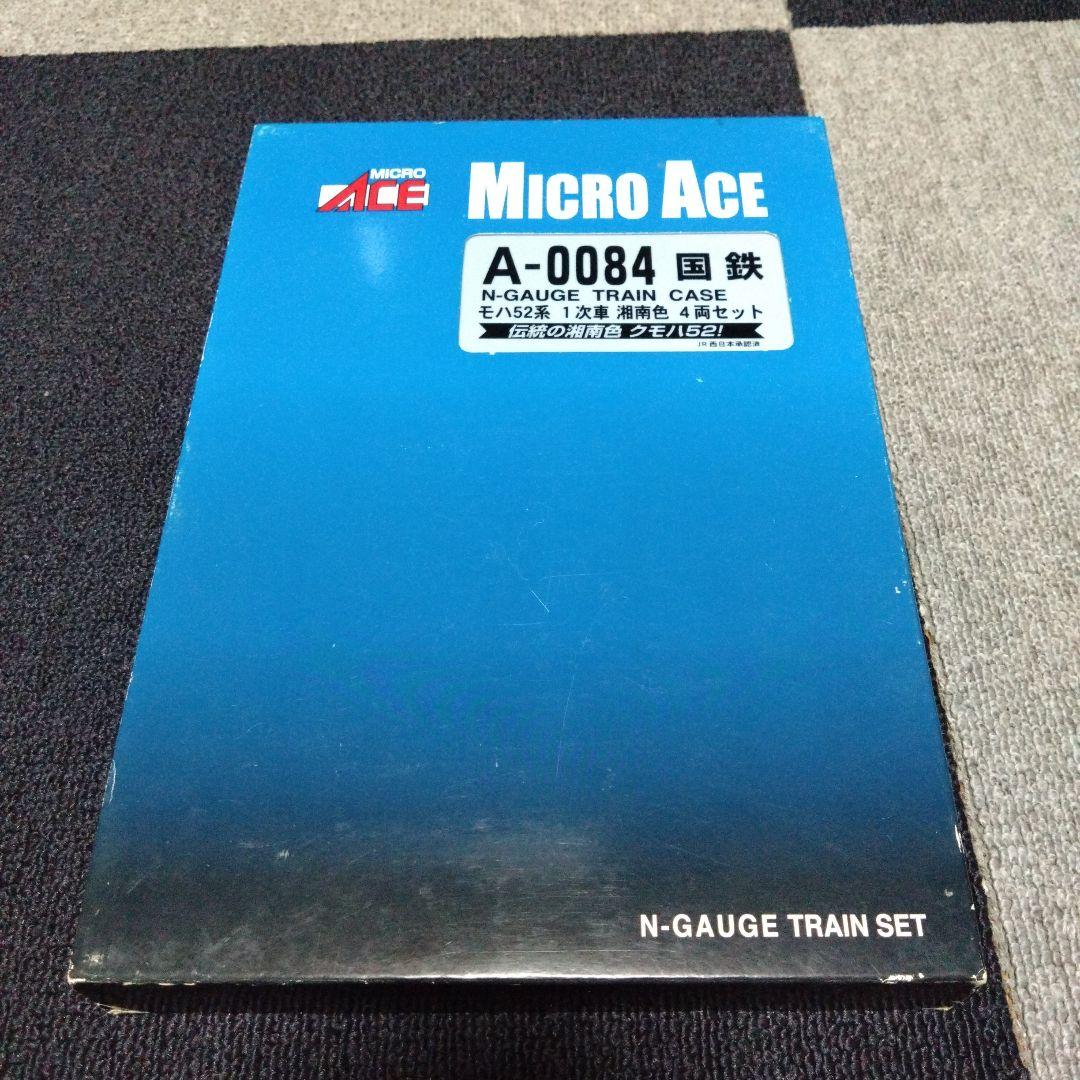 MICRO
ACE
MICRO ACE
A-0084 国鉄
N-GAUGE TRAIN CASE
モハ52系 1次車 湘南色 4両セット
伝統の湘南色 クモハ52!
JR西日本承認済
N-GAUGE TRAIN SET